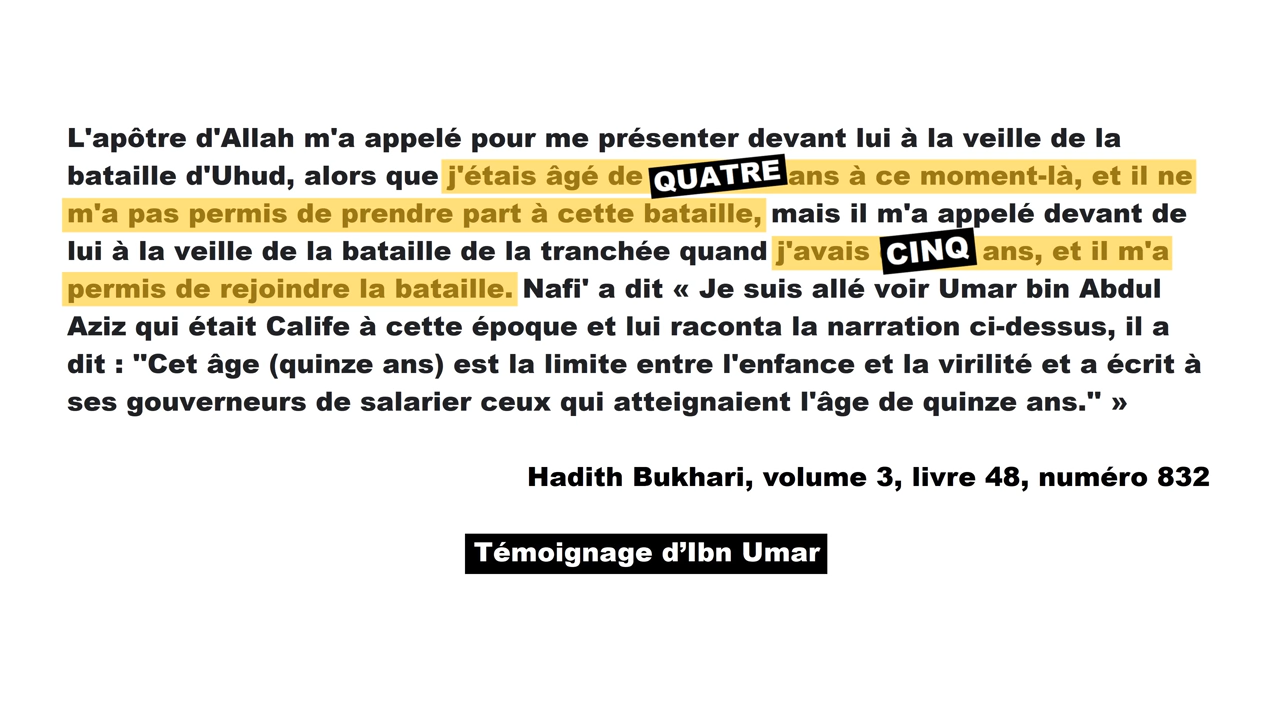 L'apôtre d'Allah m'a appelé pour me présenter devant lui à la veille de la
bataille d'Uhud, alors que j'étais âgé de QUATRE ans à ce moment-là, et il ne
m'a pas permis de prendre part à cette bataille, mais il m'a appelé devant de
lui à la veille de la bataille de la tranchée quand j'avais CINQ ans, et il m'a
permis de rejoindre la bataille. Nafi' a dit « Je suis allé voir Umar bin Abdul
Aziz qui était Calife à cette époque et lui raconta la narration ci-dessus, il a
dit : "Cet âge (quinze ans) est la limite entre l'enfance et la virilité et a écrit à
ses gouverneurs de salarier ceux qui atteignaient l'âge de quinze ans." »
Hadith Bukhari, volume 3, livre 48, numéro 832
Témoignage d’Ibn Umar